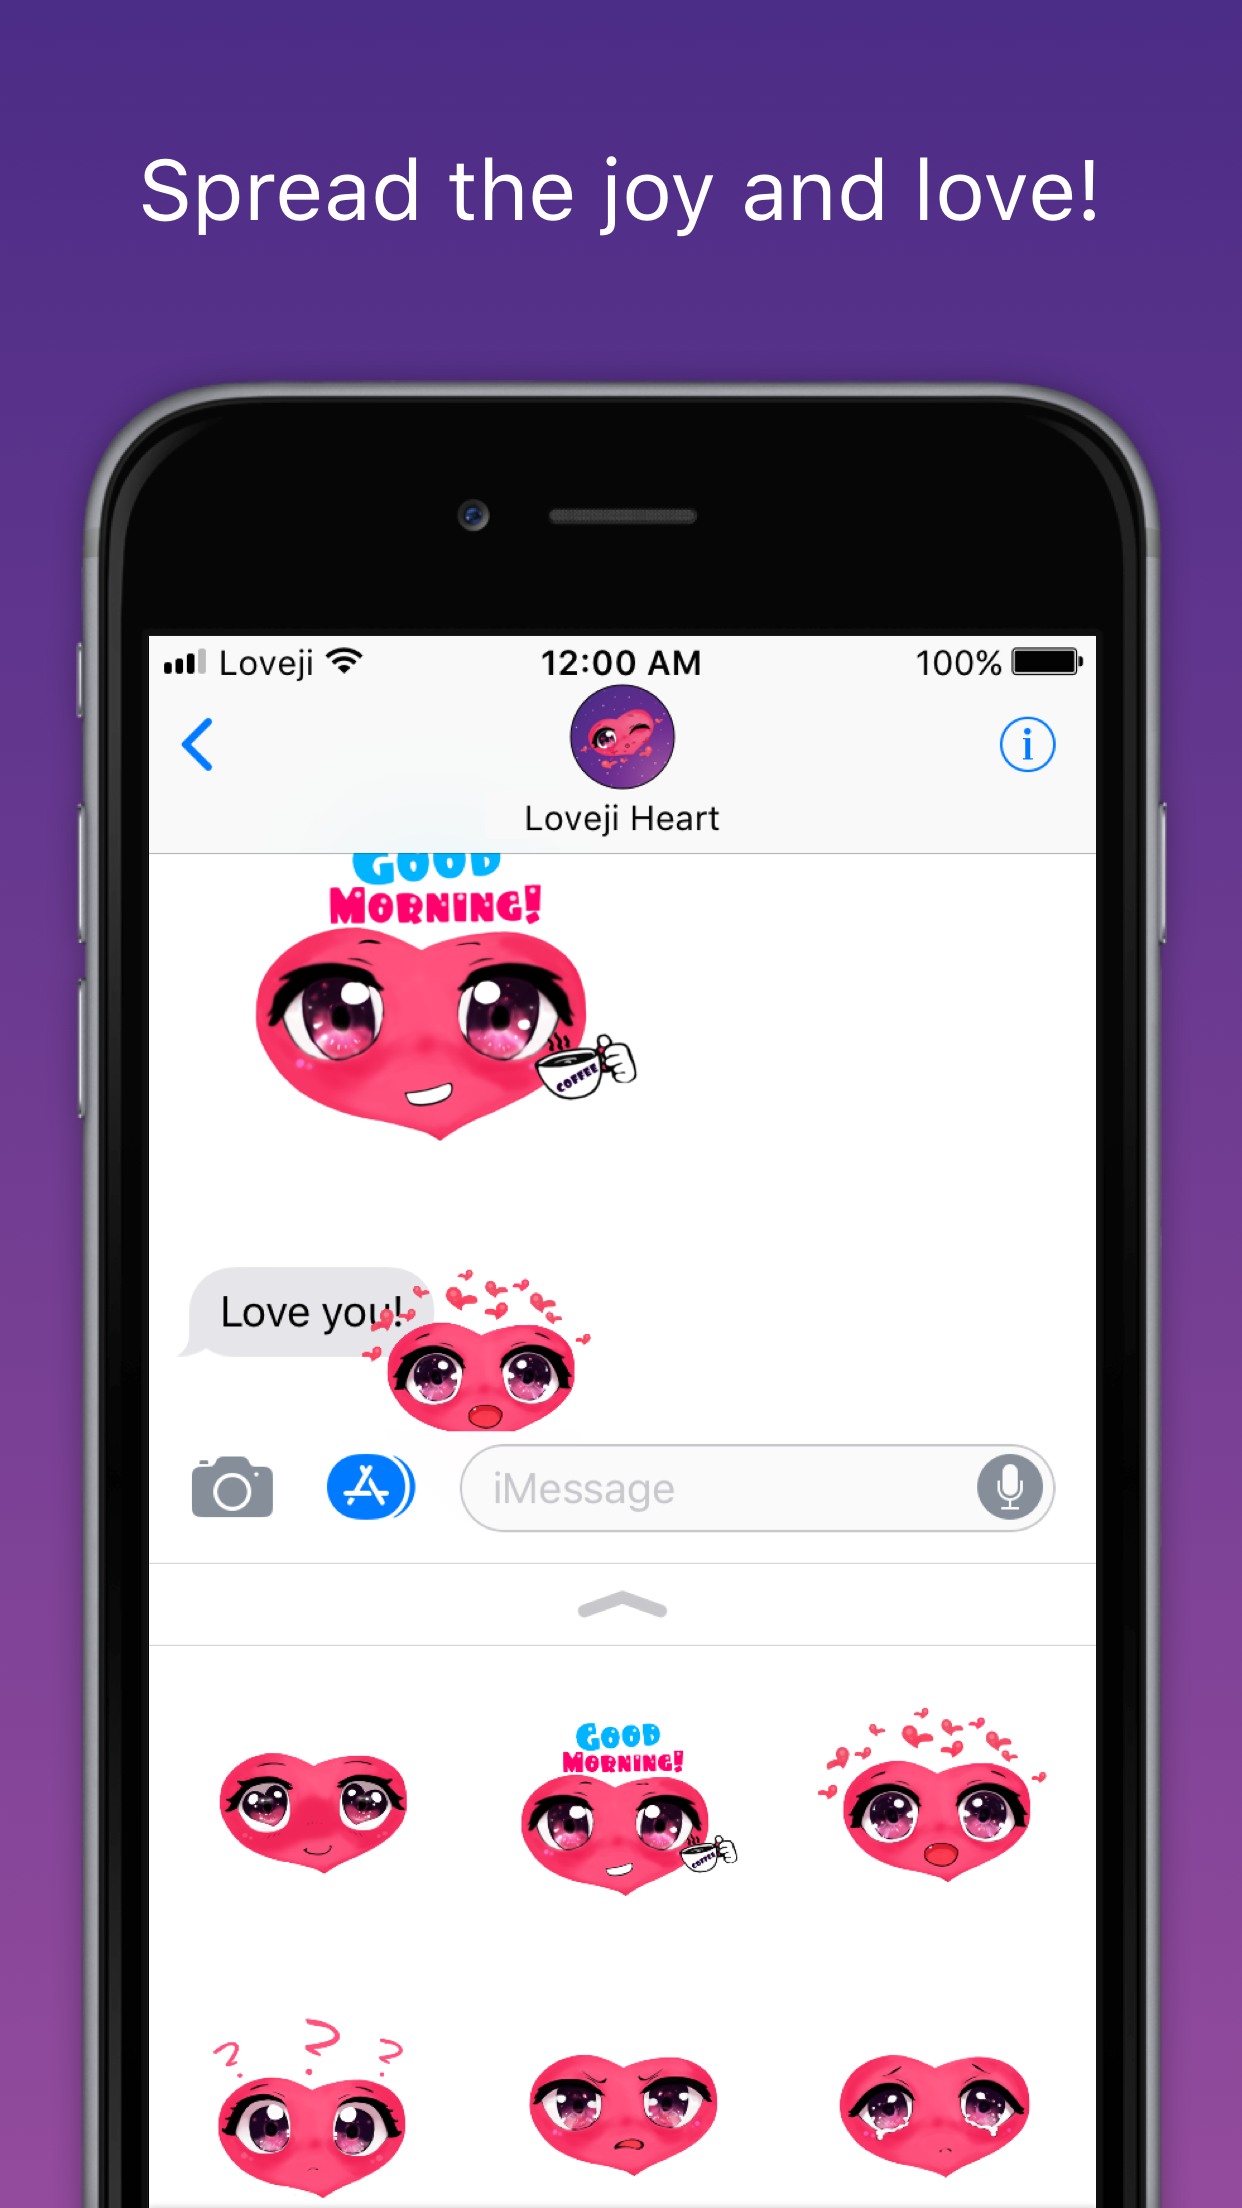 Spread the joy and love!
Loveji 12:00 AM 100%
Loveji Heart
GOOD
MORNING!
COFFEE
Love you!
iMessage
GOOD
MORNING!
COFFEE
? ? ?